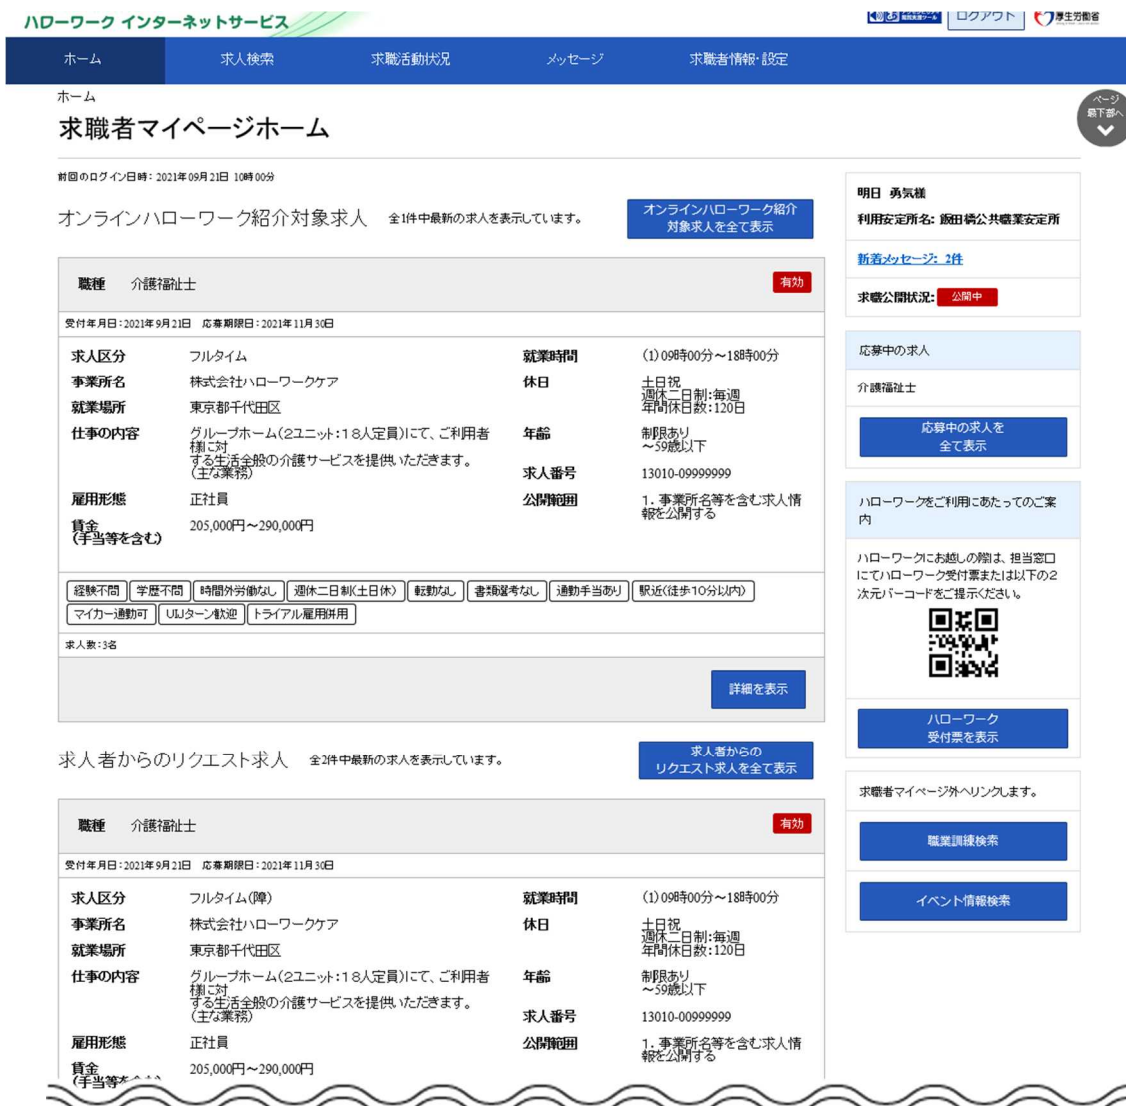 ハローワーク インターネットサービス
ログアウト
厚生労働省
ホーム 求人検索 求職活動状況 メッセージ 求職者情報・設定
ホーム
ページ
最下部へ
求職者マイページホーム
前回のログイン日時：2021年09月21日 10時00分
オンラインハローワーク紹介対象求人 全1件中最新の求人を表示しています。
オンラインハローワーク紹介
対象求人を全て表示
職種 介護福祉士 有効
受付年月日：2021年9月21日 応募期限日：2021年11月30日
求人区分 フルタイム
事業所名 株式会社ハローワークケア
就業場所 東京都千代田区
仕事の内容 グループホーム（2ユニット：18人定員）にて、ご利用者
様に対
する生活全般の介護サービスを提供いただきます。
（主な業務）
雇用形態 正社員
賃金 205,000円～290,000円
（手当等を含む）
就業時間 (1)09時00分～18時00分
休日 土日祝
週休二日制：毎週
年間休日数：120日
年齢 制限あり
～59歳以下
求人番号 13010-09999999
公開範囲 1．事業所名等を含む求人情
報を公開する
経験不問 学歴不問 時間外労働なし 週休二日制（土日休） 転勤なし 書類選考なし 通勤手当あり 駅近（徒歩10分以内）
マイカー通勤可 UIJターン歓迎 トライアル雇用併用
求人数：3名
詳細を表示
求人者からのリクエスト求人 全2件中最新の求人を表示しています。
求人者からの
リクエスト求人を全て表示
職種 介護福祉士 有効
受付年月日：2021年9月21日 応募期限日：2021年11月30日
求人区分 フルタイム（障）
事業所名 株式会社ハローワークケア
就業場所 東京都千代田区
仕事の内容 グループホーム（2ユニット：18人定員）にて、ご利用者
様に対
する生活全般の介護サービスを提供いただきます。
（主な業務）
雇用形態 正社員
賃金 205,000円～290,000円
（手当等
就業時間 (1)09時00分～18時00分
休日 土日祝
週休二日制：毎週
年間休日数：120日
年齢 制限あり
～59歳以下
求人番号 13010-00999999
公開範囲 1．事業所名等を含む求人情
報を公開する
明日 勇気様
利用安定所名：飯田橋公共職業安定所
新着メッセージ： 2件
求職公開状況： 公開中
応募中の求人
介護福祉士
応募中の求人を
全て表示
ハローワークをご利用にあたってのご案
内
ハローワークにお越しの際は、担当窓口
にてハローワーク受付票または以下の2
次元バーコードをご提示ください。
ハローワーク
受付票を表示
求職者マイページ外へリンクします。
職業訓練検索
イベント情報検索